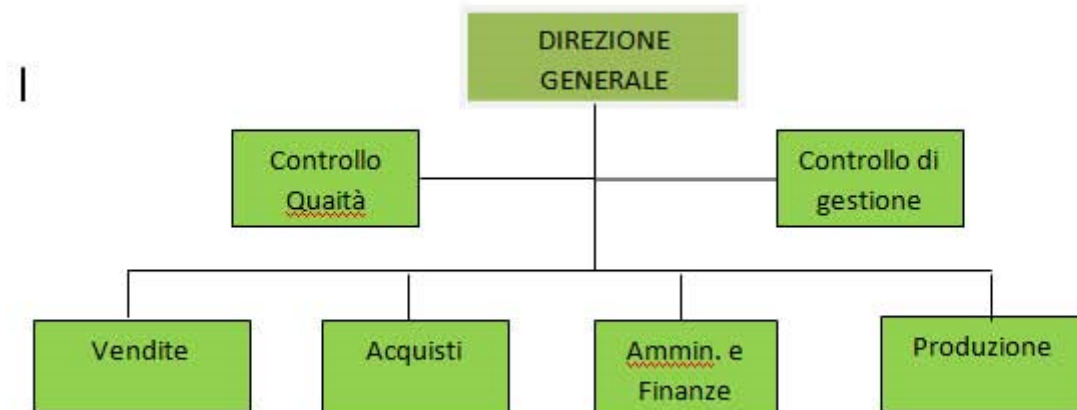 DIREZIONE
GENERALE
Controllo
Quaità
Controllo di
gestione
Vendite
Acquisti
Ammin. e
Finanze
Produzione